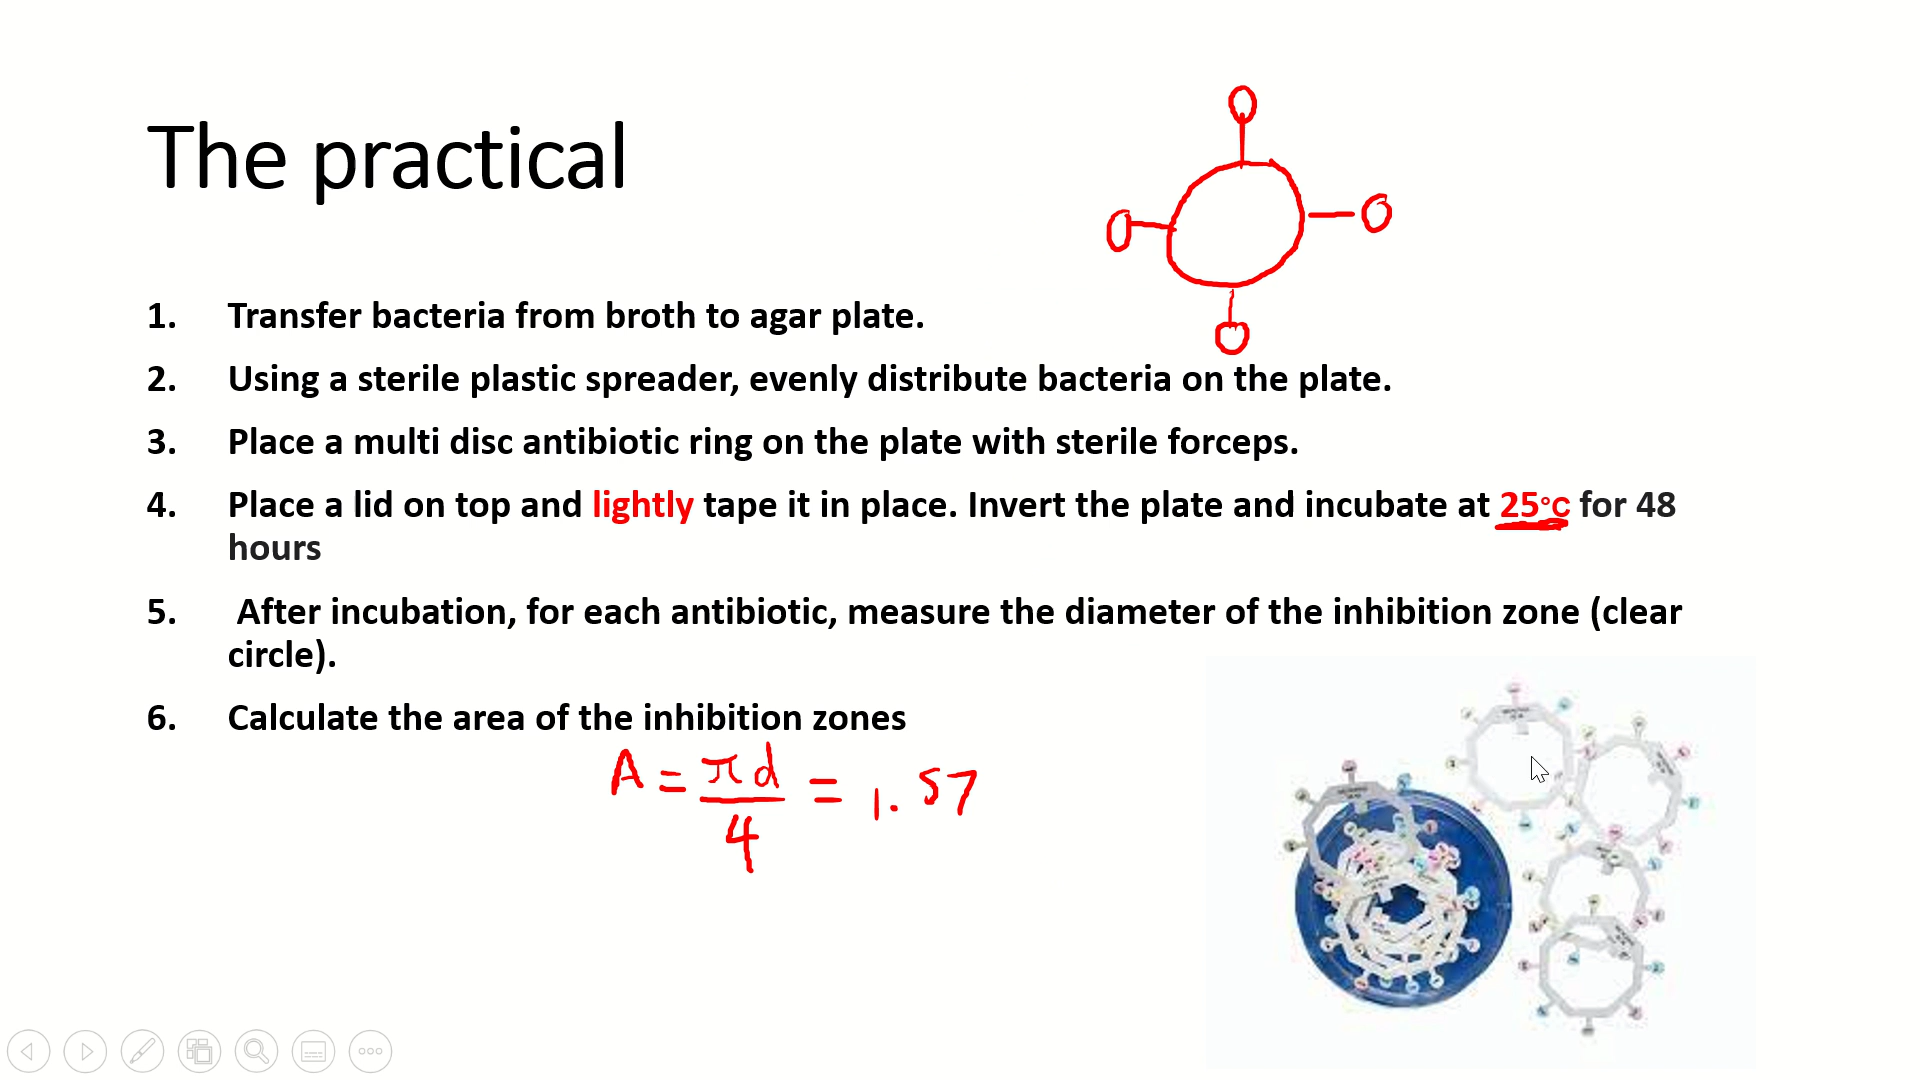 The practical
1. Transfer bacteria from broth to agar plate.
2. Using a sterile plastic spreader, evenly distribute bacteria on the plate.
3. Place a multi disc antibiotic ring on the plate with sterile forceps.
4. Place a lid on top and lightly tape it in place. Invert the plate and incubate at 25°C for 48
hours
5. After incubation, for each antibiotic, measure the diameter of the inhibition zone (clear
circle).
6. Calculate the area of the inhibition zones
A = πd/4 = 1.57